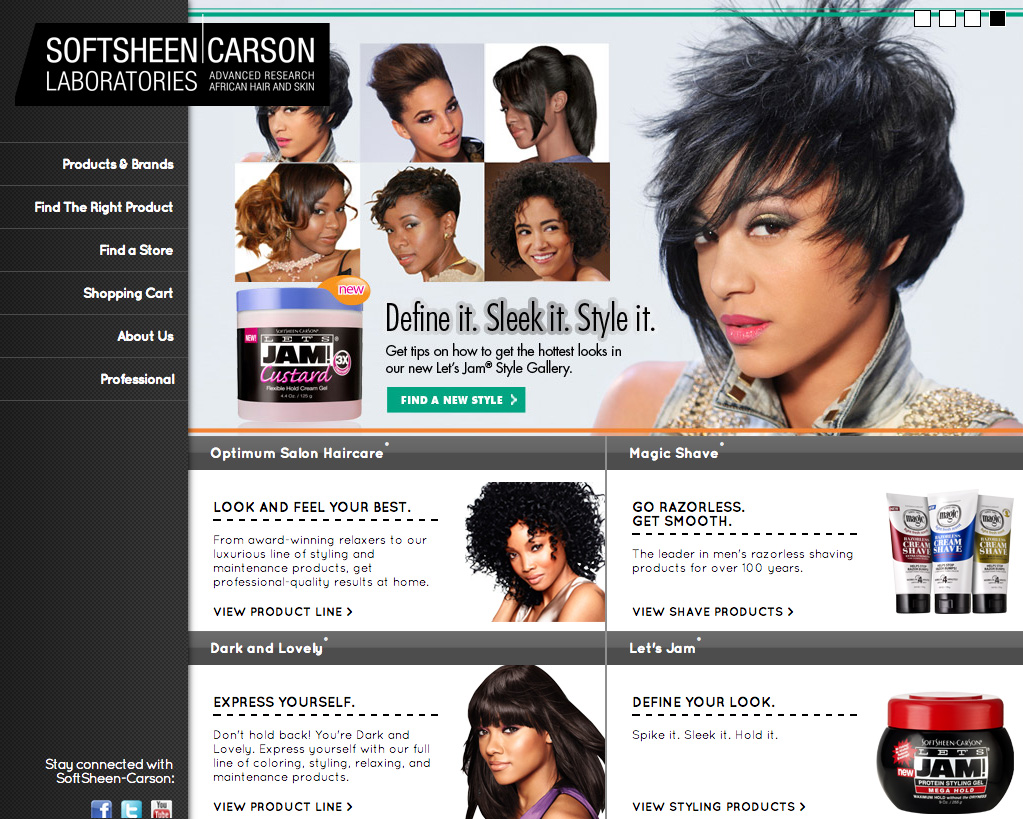 SOFTSHEEN CARSON
LABORATORIES
ADVANCED RESEARCH
AFRICAN HAIR AND SKIN
Products & Brands
Find The Right Product
Find a Store
Shopping Cart
About Us
Professional
Stay connected with
SoftSheen-Carson:
f
t
You
Tube
new
SOFTSHEEN-CARSON
NEW!
LET'S
JAM!
3X
Custard
Flexible Hold Cream Gel
4.4 Oz. / 125 g
Define it. Sleek it. Style it.
Get tips on how to get the hottest looks in
our new Let's Jam® Style Gallery.
FIND A NEW STYLE
Optimum Salon Haircare
LOOK AND FEEL YOUR BEST.
From award-winning relaxers to our
luxurious line of styling and
maintenance products, get
professional-quality results at home.
VIEW PRODUCT LINE >
Magic Shave
GO RAZORLESS.
GET SMOOTH.
The leader in men's razorless shaving
products for over 100 years.
VIEW SHAVE PRODUCTS >
magic
RAZORLESS
CREAM
SHAVE
magic
RAZORLESS
CREAM
SHAVE
magic
RAZORLESS
CREAM
SHAVE
Dark and Lovely
EXPRESS YOURSELF.
Don't hold back! You're Dark and
Lovely. Express yourself with our full
line of coloring, styling, relaxing, and
maintenance products.
VIEW PRODUCT LINE >
Let's Jam
DEFINE YOUR LOOK.
Spike it. Sleek it. Hold it.
VIEW STYLING PRODUCTS >
SOFTSHEEN-CARSON
LET'S
new
JAM!
PROTEIN STYLING GEL
MEGA HOLD
MAXIMUM HOLD without the DRYNESS